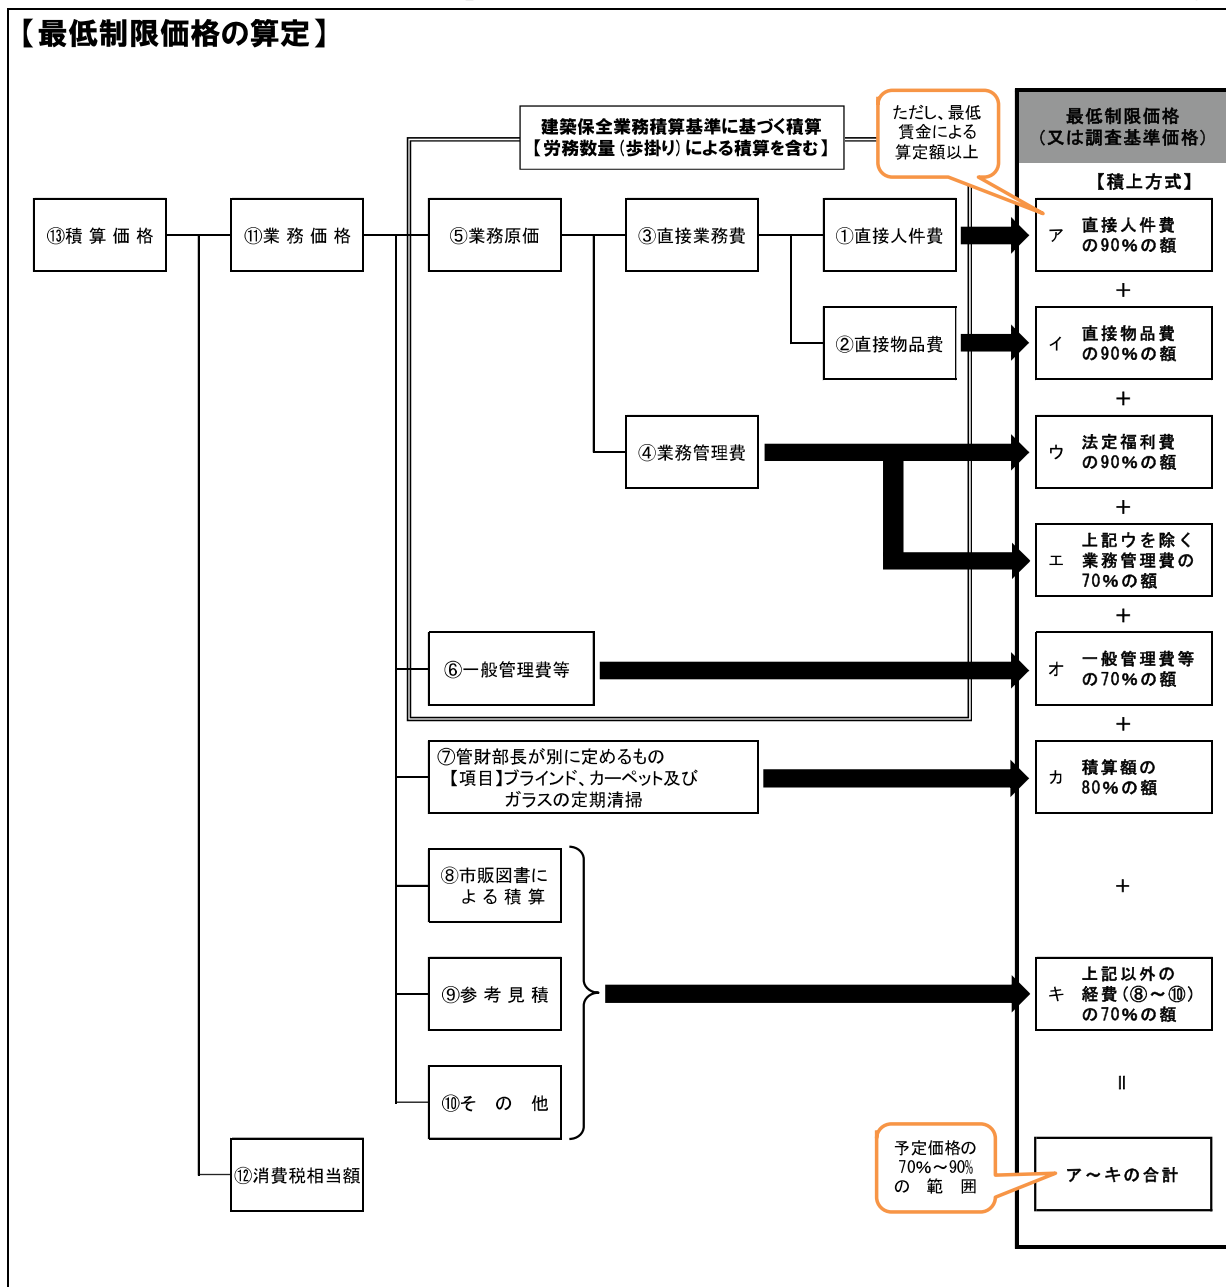 【最低制限価格の算定】
建築保全業務積算基準に基づく積算
【労務数量(歩掛り)による積算を含む】
ただし、最低
賃金による
算定額以上
最低制限価格
(又は調査基準価格)
【積上方式】
⑬積算価格
⑪業務価格
⑤業務原価
③直接業務費
①直接人件費
ア 直接人件費
の90%の額
+
②直接物品費
イ 直接物品費
の90%の額
+
④業務管理費
ウ 法定福利費
の90%の額
+
エ 上記ウを除く
業務管理費の
70%の額
+
⑥一般管理費等
オ 一般管理費等
の70%の額
+
⑦管財部長が別に定めるもの
【項目】ブラインド、カーペット及び
ガラスの定期清掃
カ 積算額の
80%の額
+
⑧市販図書に
よる積算
⑨参考見積
キ 上記以外の
経費(⑧~⑩)
の70%の額
=
⑩その他
⑫消費税相当額
予定価格の
70%~90%
の範囲
ア~キの合計